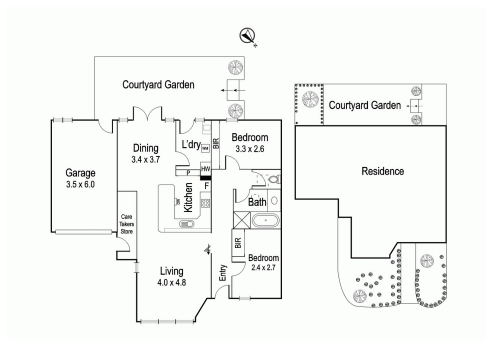 Courtyard Garden
Dining
3.4 x 3.7
L'dry
WM
HW
P
F
BIR
Bedroom
3.3 x 2.6
Garage
3.5 x 6.0
Kitchen
Bath
Care
Takers
Store
BIR
Bedroom
2.4 x 2.7
Living
4.0 x 4.8
Entry
Courtyard Garden
Residence